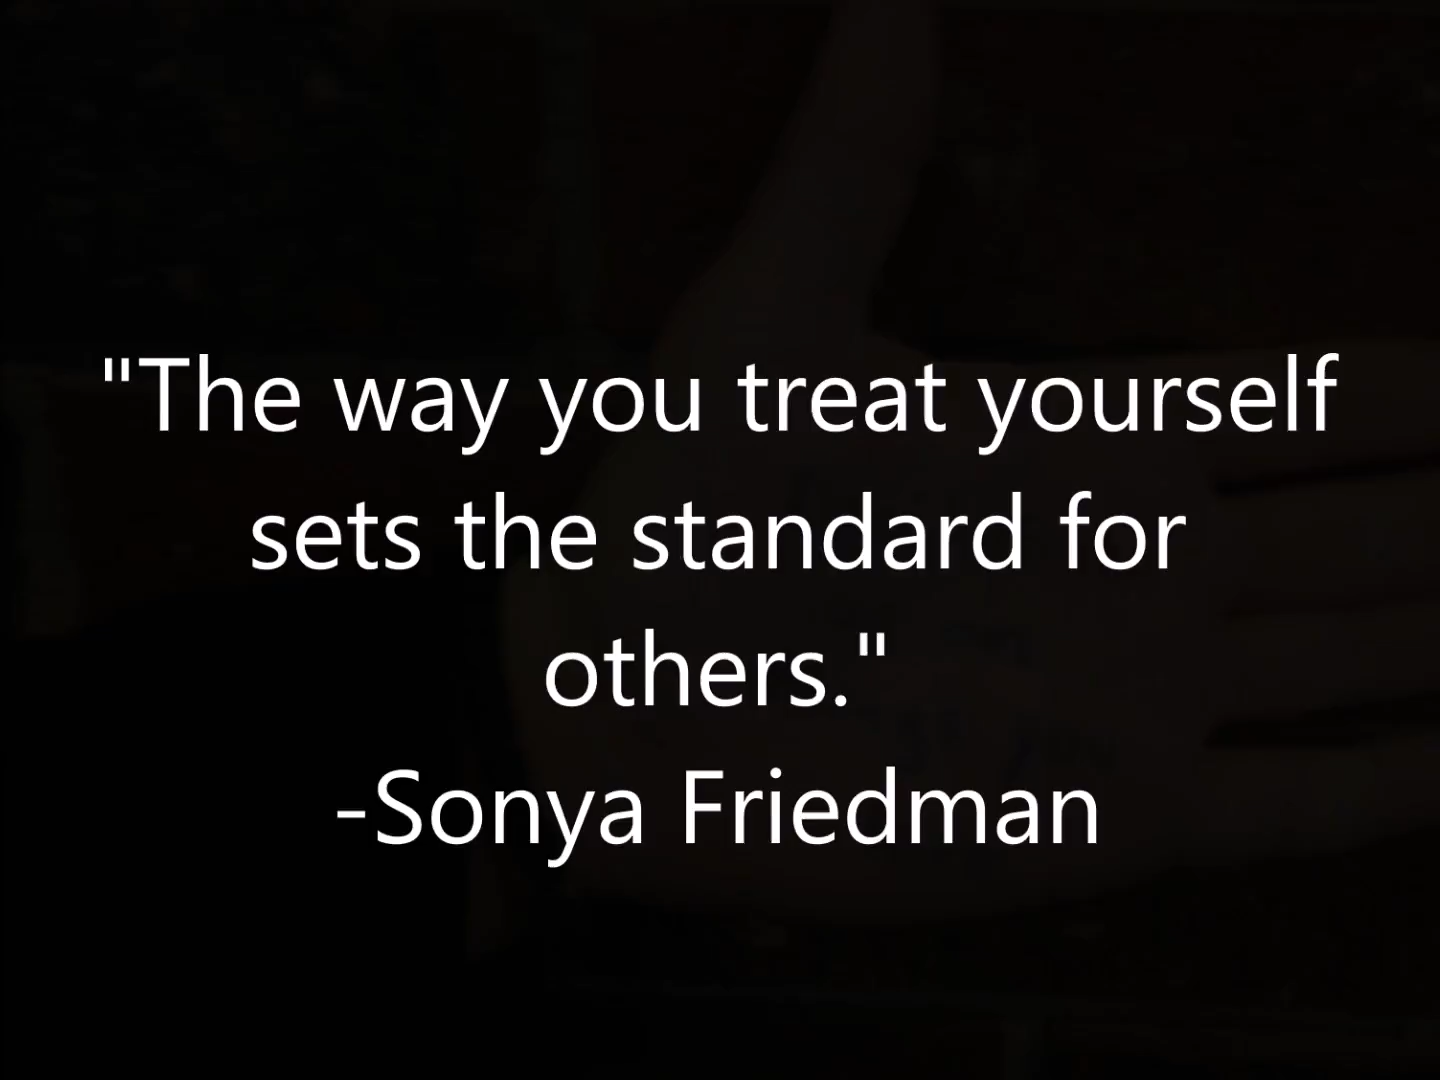 "The way you treat yourself
sets the standard for
others."
-Sonya Friedman